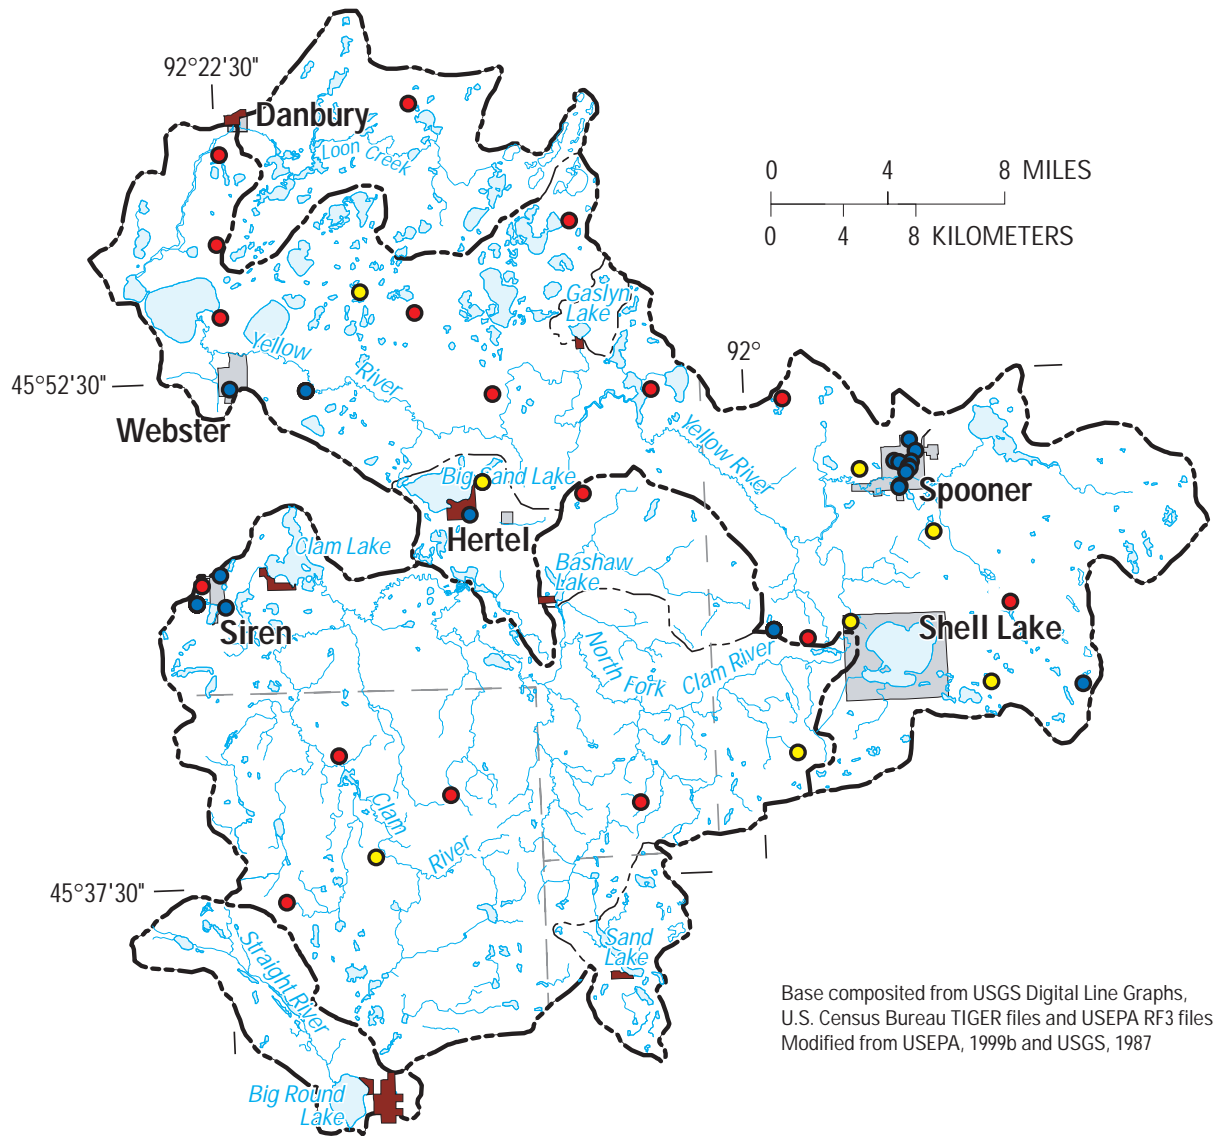 92°22'30"
Danbury
Loon Creek
0 4 8 MILES
0 4 8 KILOMETERS
Gaslyn
Lake
Yellow
River
92°
45°52'30"
Webster
Yellow River
Big Sand Lake
Spooner
Hertel
Clam Lake
Bashaw
Lake
Siren
Shell Lake
North Fork Clam River
Clam
River
45°37'30"
Straight River
Sand
Lake
Base composited from USGS Digital Line Graphs,
U.S. Census Bureau TIGER files and USEPA RF3 files
Modified from USEPA, 1999b and USGS, 1987
Big Round
Lake